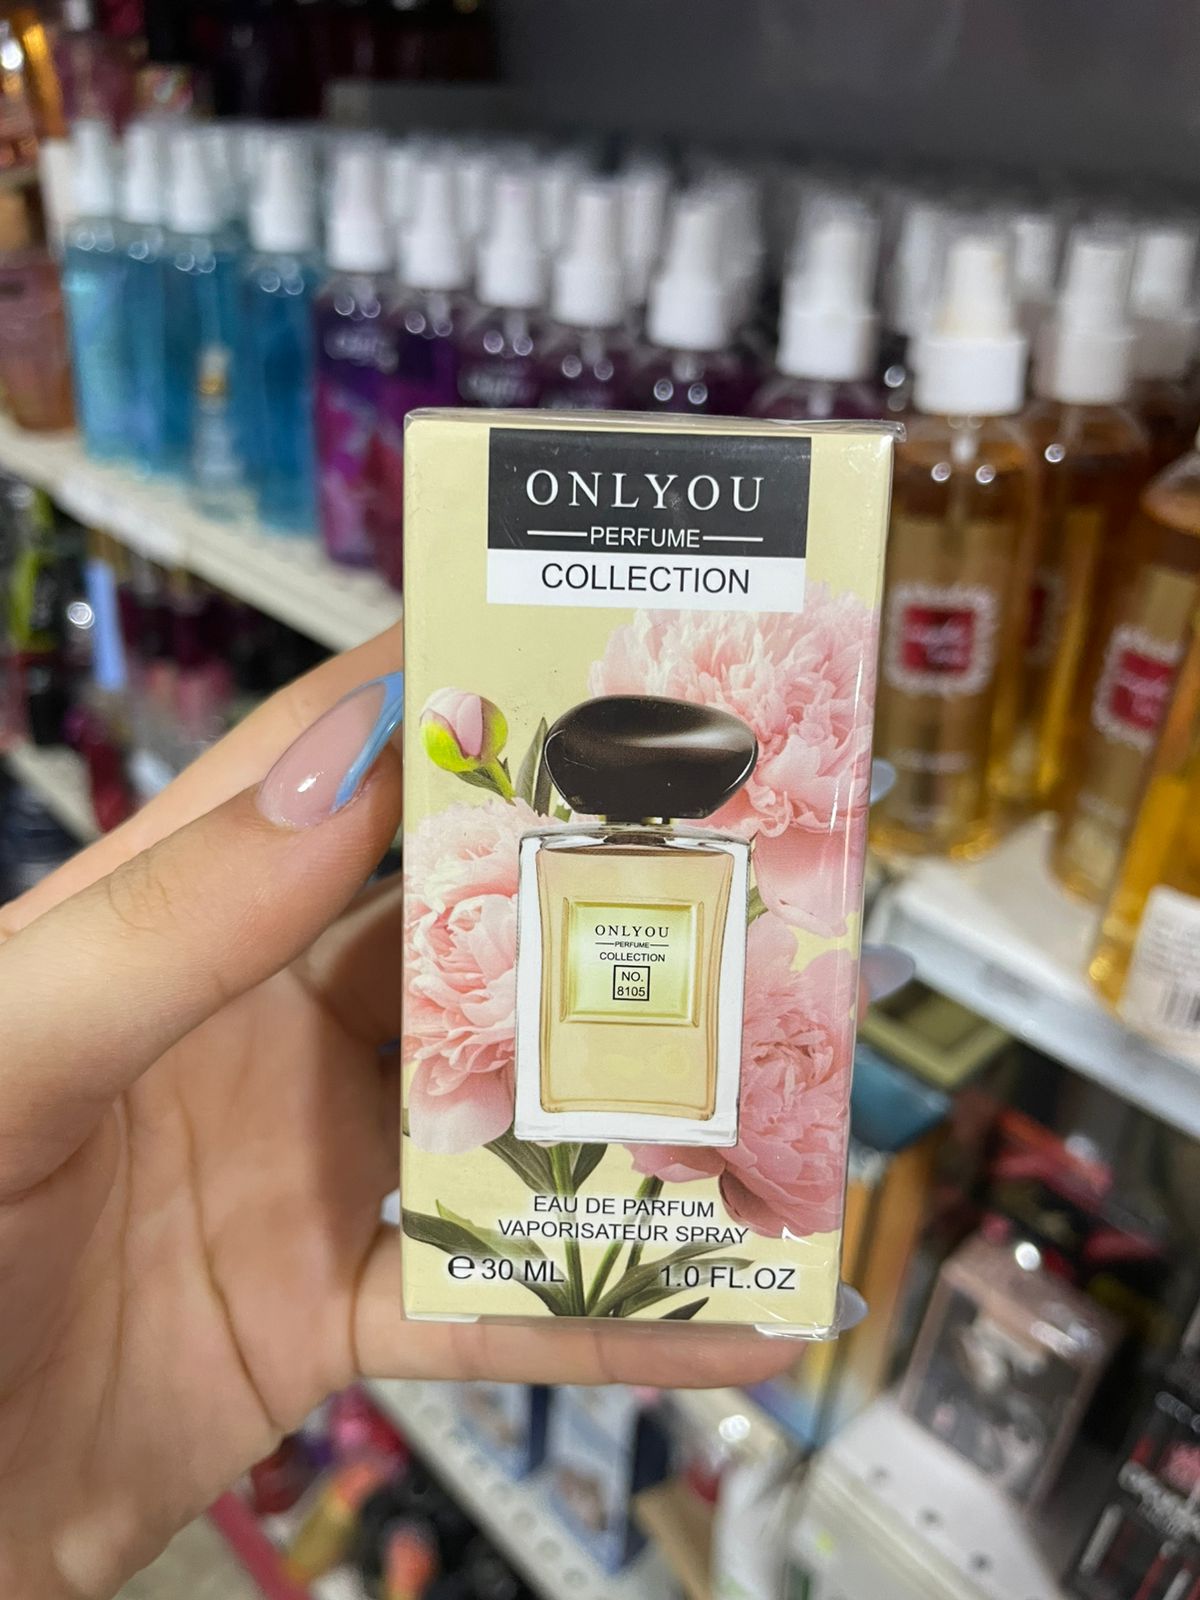 ONLYOU
PERFUME
COLLECTION
ONLYOU
PERFUME
COLLECTION
NO.
8105
EAU DE PARFUM
VAPORISATEUR SPRAY
℮ 30 ML 1.0 FL.OZ